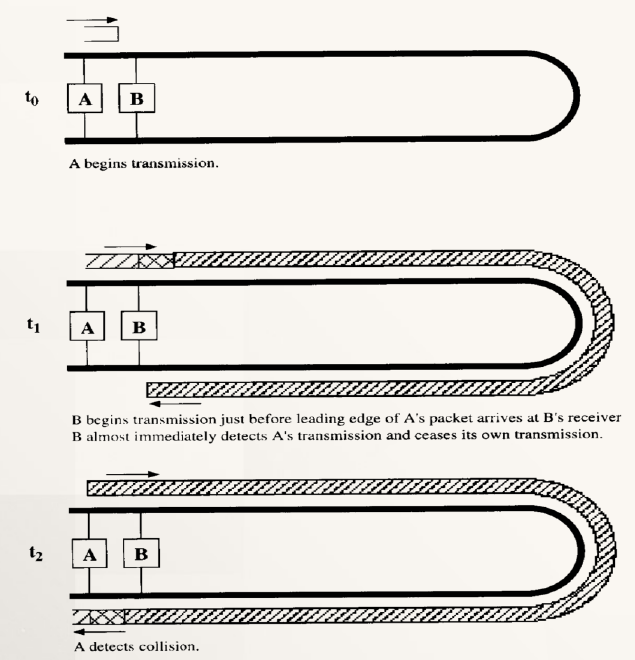 t0
A B
A begins transmission.
t1
A B
B begins transmission just before leading edge of A's packet arrives at B's receiver
B almost immediately detects A's transmission and ceases its own transmission.
t2
A B
A detects collision.